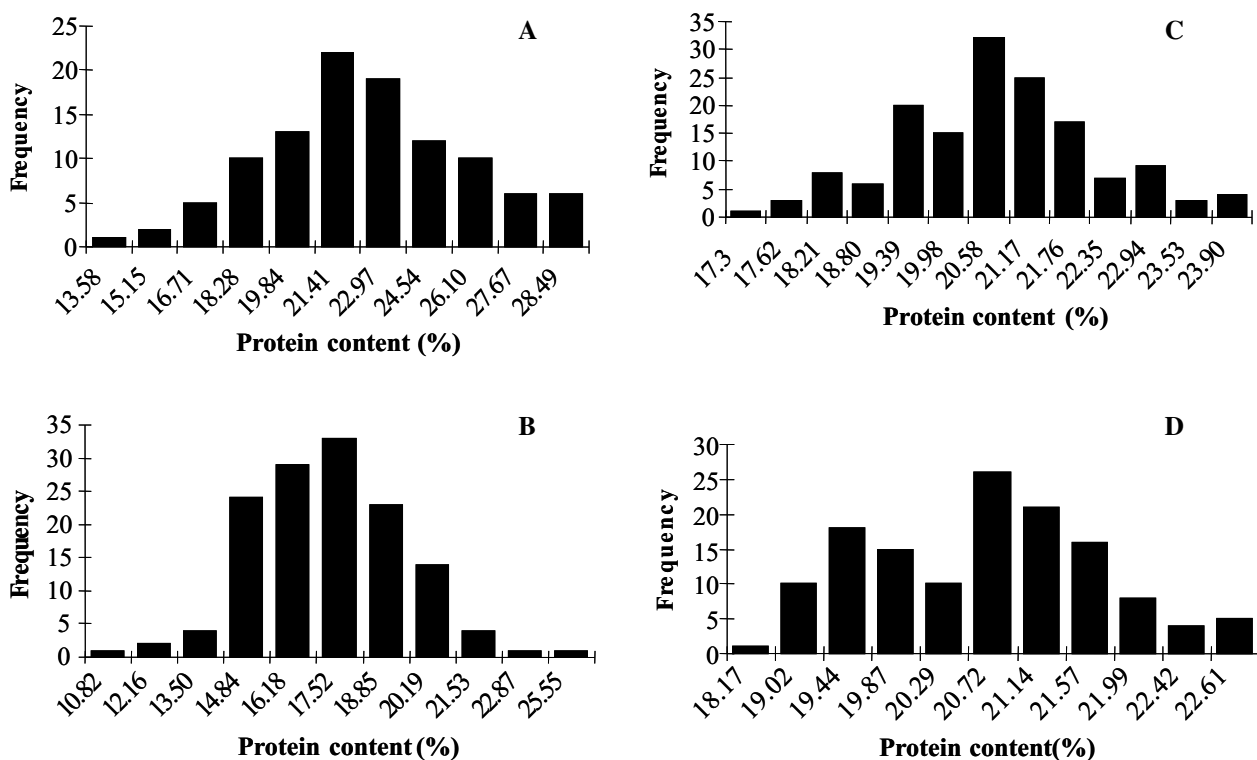 A
Frequency
25
20
15
10
5
0
13.58 15.15 16.71 18.28 19.84 21.41 22.97 24.54 26.10 27.67 28.49
Protein content (%)
C
Frequency
35
30
25
20
15
10
5
0
17.3 17.62 18.21 18.80 19.39 19.98 20.58 21.17 21.76 22.35 22.94 23.53 23.90
Protein content (%)
B
Frequency
35
30
25
20
15
10
5
0
10.82 12.16 13.50 14.84 16.18 17.52 18.85 20.19 21.53 22.87 25.55
Protein content (%)
D
Frequency
30
25
20
15
10
5
0
18.17 19.02 19.44 19.87 20.29 20.72 21.14 21.57 21.99 22.42 22.61
Protein content(%)